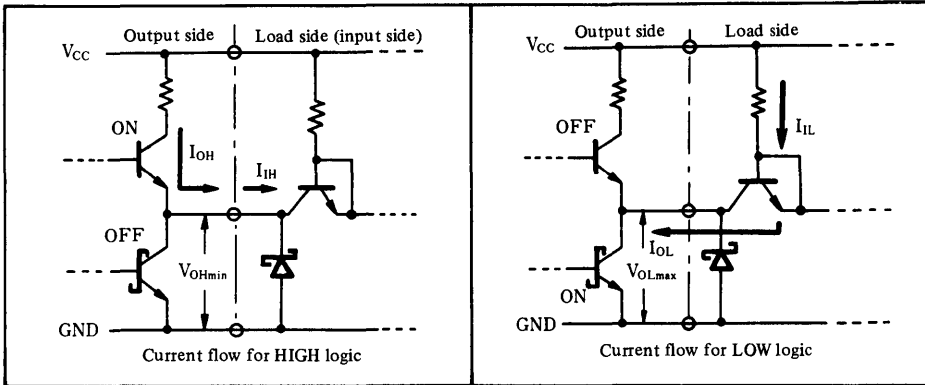 Output side
Load side (input side)
VCC
ON
IOH
IIH
OFF
VOHmin
GND
Current flow for HIGH logic
Output side
Load side
VCC
OFF
IIL
IOL
VOLmax
ON
GND
Current flow for LOW logic